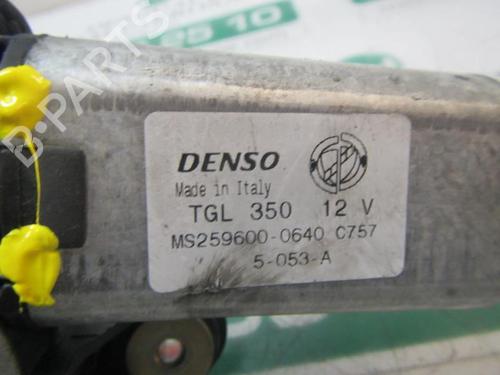 DENSO
Made in Italy
TGL 350 12 V
MS259600-0640 C757
5-053-A
B-PARTS